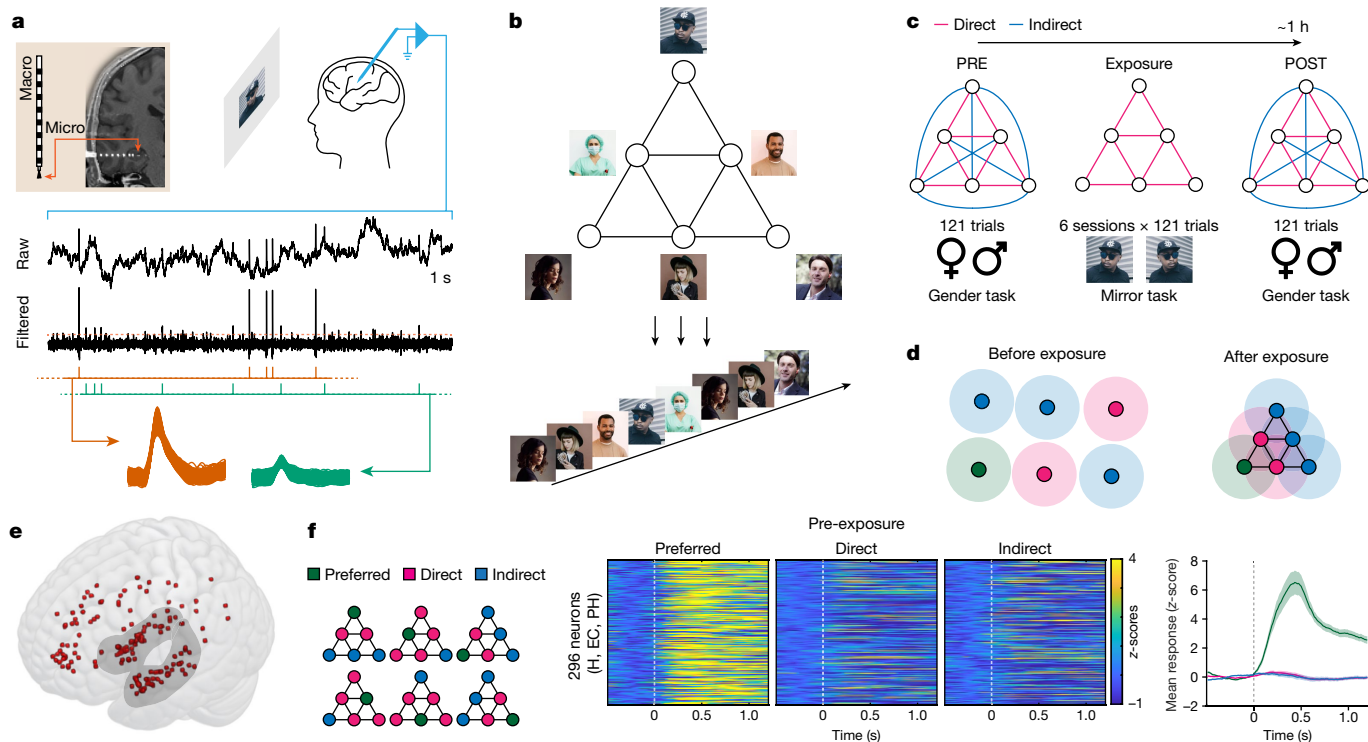 a
Macro
Micro
Raw
1 s
Filtered
b
c
Direct
Indirect
~1 h
PRE
Exposure
POST
121 trials
6 sessions × 121 trials
121 trials
Gender task
Mirror task
Gender task
d
Before exposure
After exposure
e
f
Preferred
Direct
Indirect
Pre-exposure
Preferred
Direct
Indirect
296 neurons
(H, EC, PH)
0
0.5
1.0
0
0.5
1.0
0
0.5
1.0
Time (s)
4
z-scores
−1
Mean response (z-score)
8
6
4
2
0
−2
0
0.5
1.0
Time (s)